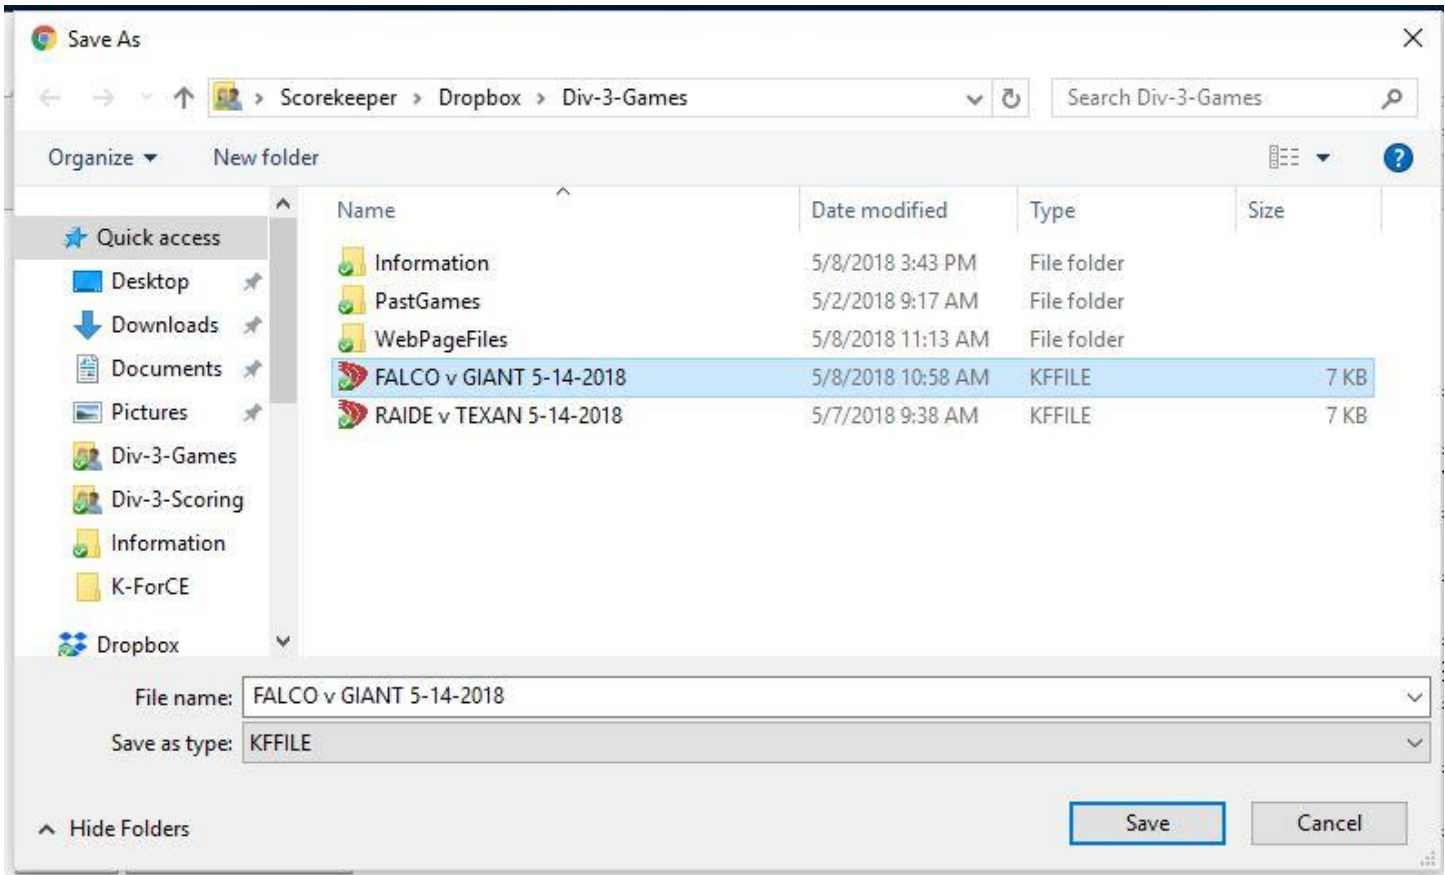 Save As
Scorekeeper > Dropbox > Div-3-Games
Search Div-3-Games
Organize
New folder
Name Date modified Type Size
Quick access
Desktop
Downloads
Documents
Pictures
Div-3-Games
Div-3-Scoring
Information
K-ForCE
Dropbox
Information 5/8/2018 3:43 PM File folder
PastGames 5/2/2018 9:17 AM File folder
WebPageFiles 5/8/2018 11:13 AM File folder
FALCO v GIANT 5-14-2018 5/8/2018 10:58 AM KFFILE 7 KB
RAIDE v TEXAN 5-14-2018 5/7/2018 9:38 AM KFFILE 7 KB
File name: FALCO v GIANT 5-14-2018
Save as type: KFFILE
Hide Folders
Save
Cancel